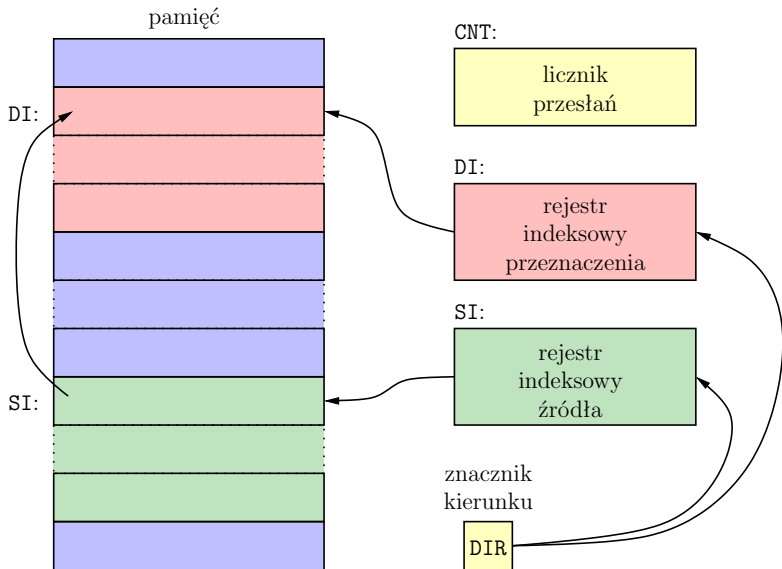 pamięć
DI:
SI:
CNT:
licznik
przesłań
DI:
rejestr
indeksowy
przeznaczenia
SI:
rejestr
indeksowy
źródła
znacznik
kierunku
DIR